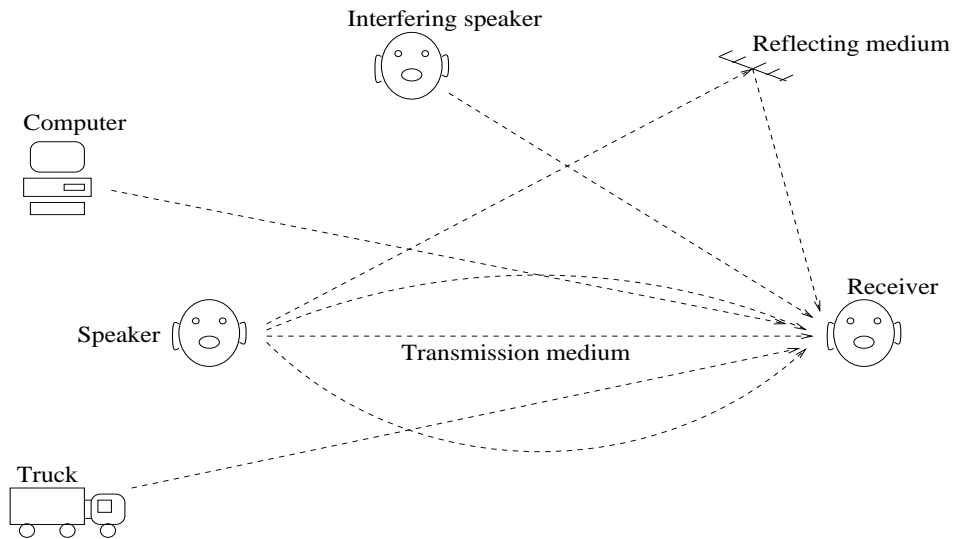 Interfering speaker
Reflecting medium
Computer
Receiver
Speaker
Transmission medium
Truck